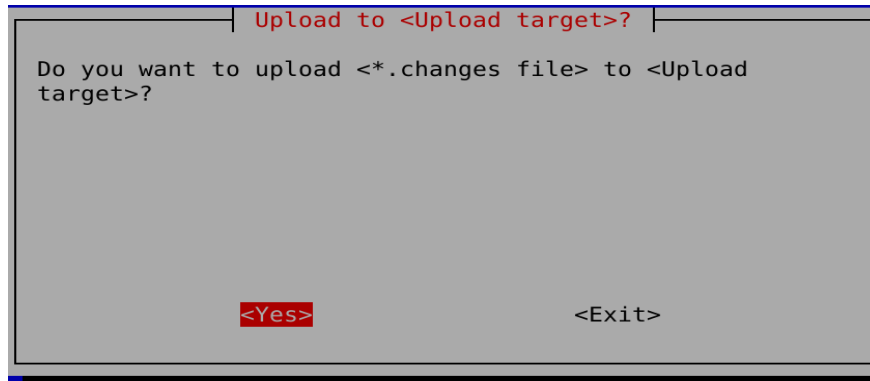 Upload to <Upload target>?
Do you want to upload <*.changes file> to <Upload
target>?
<Yes> <Exit>